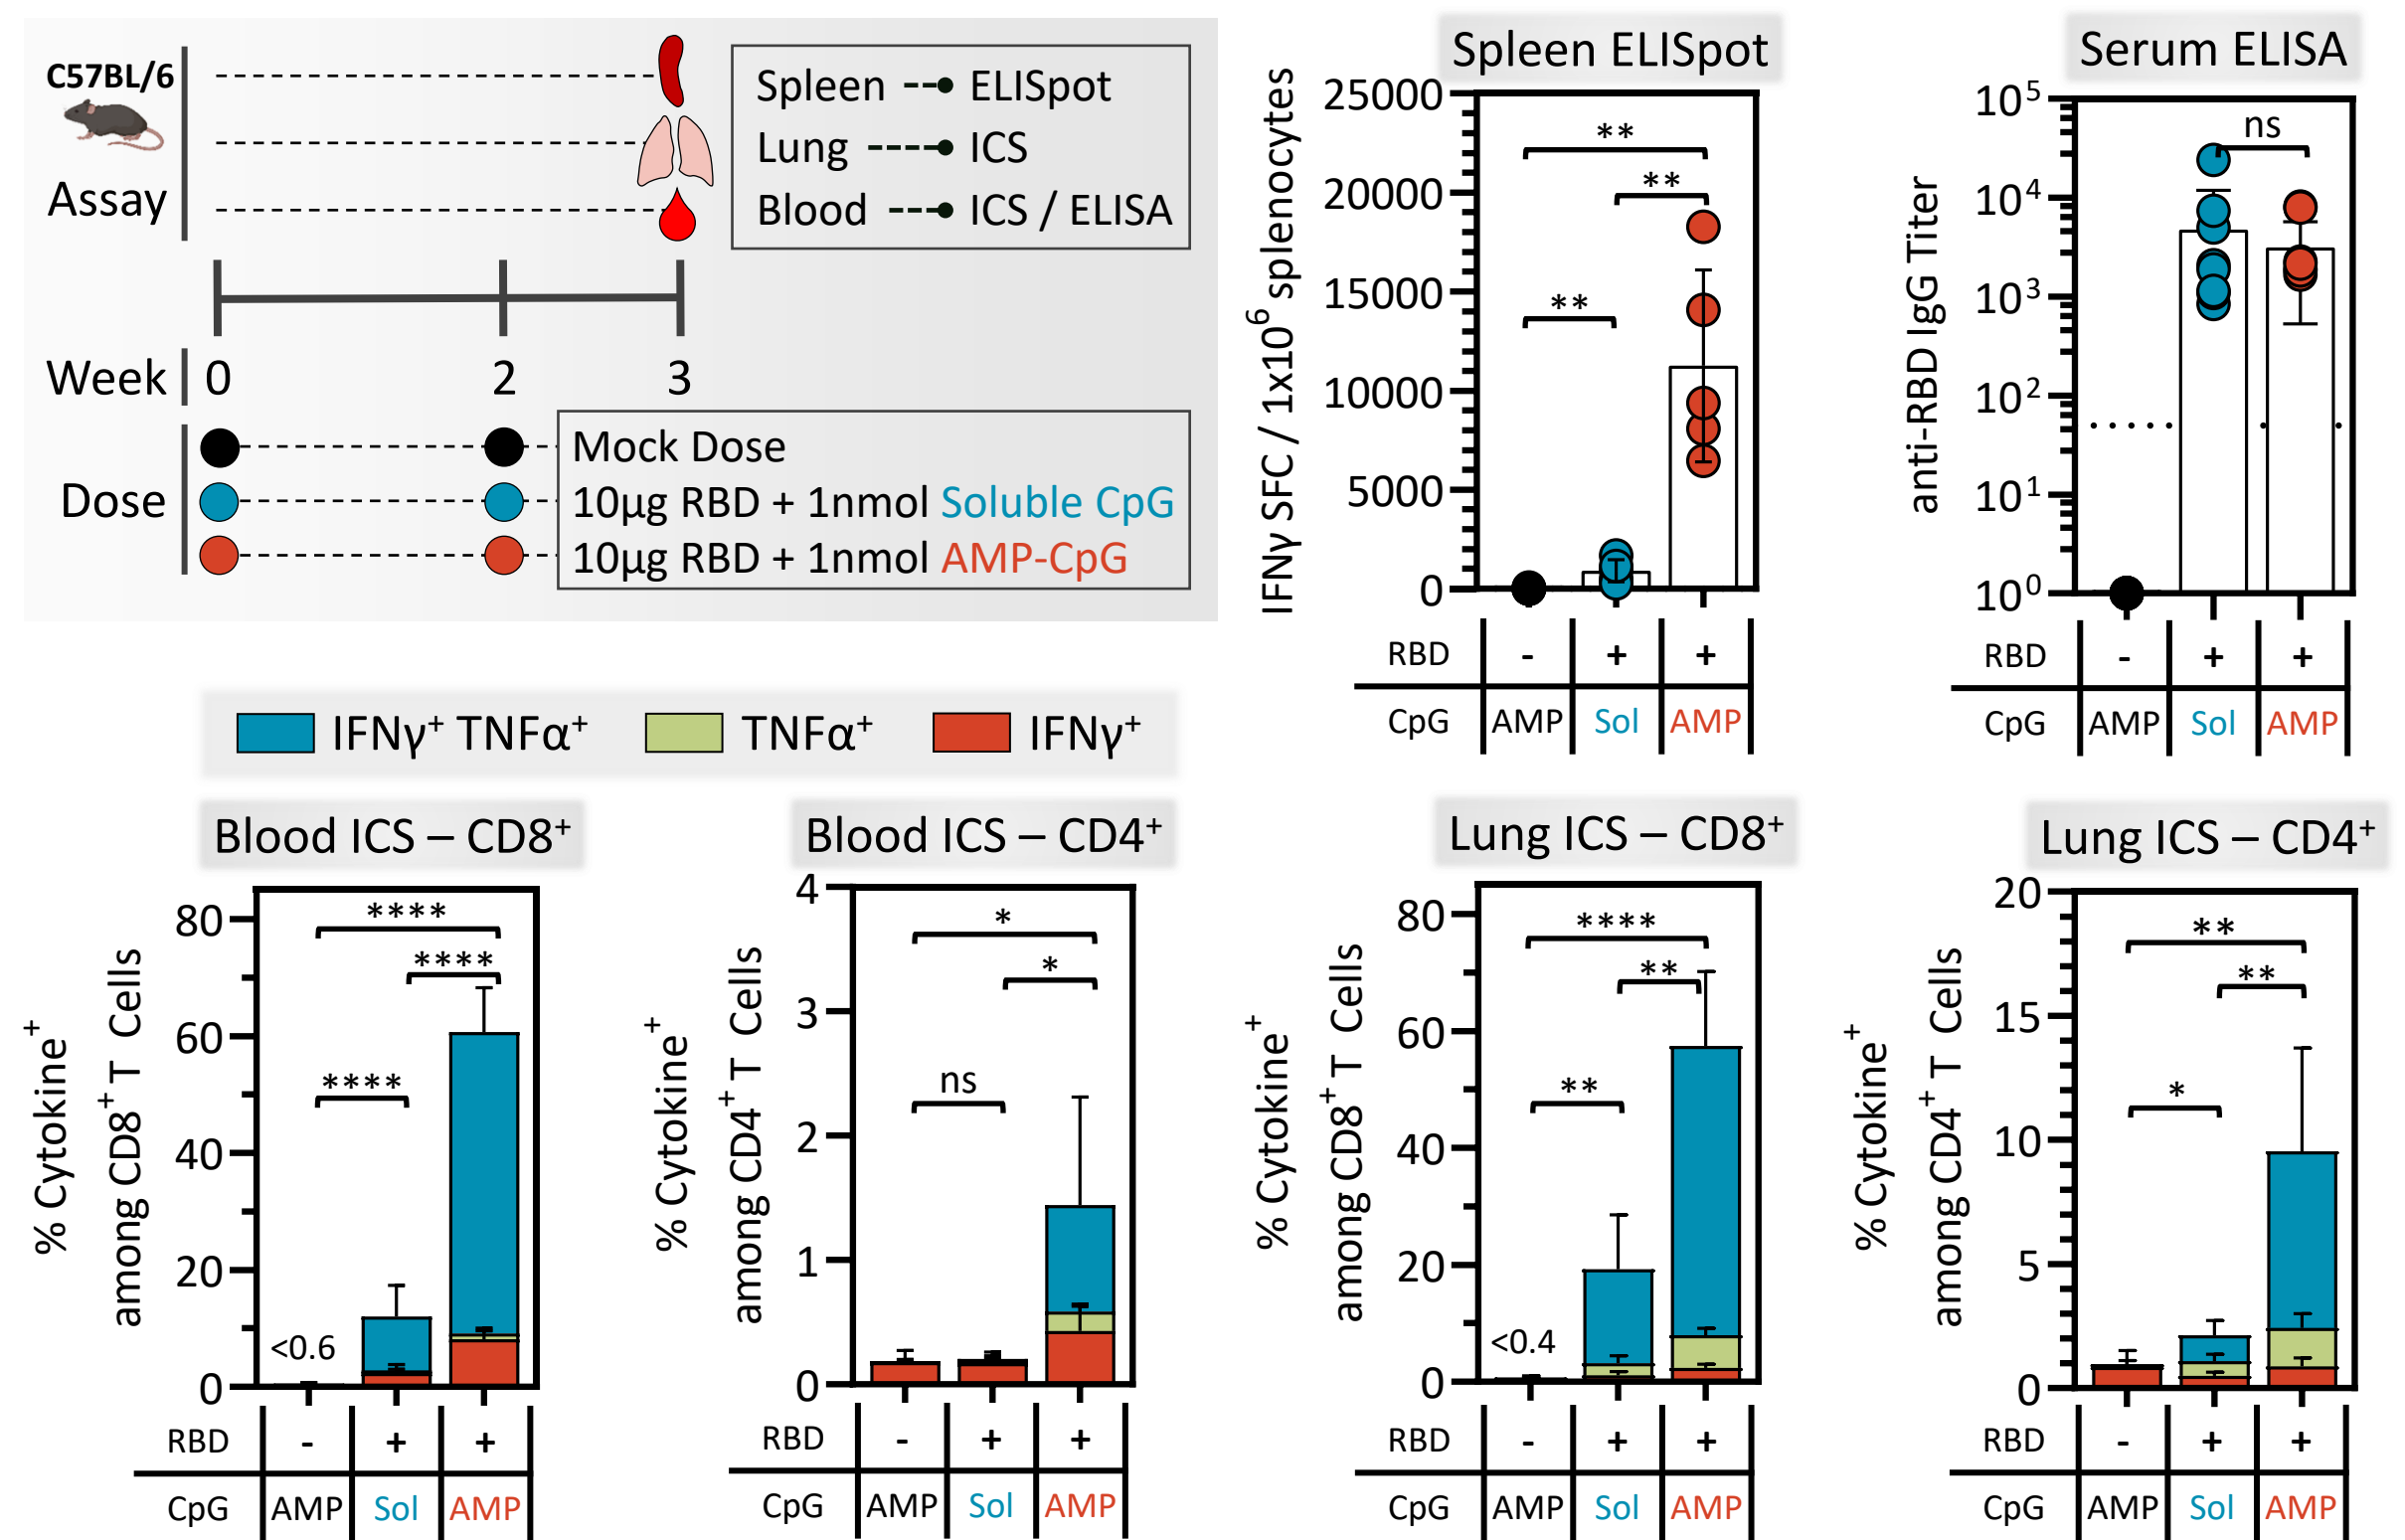 C57BL/6
Assay
Spleen ELISpot
Lung ICS
Blood ICS / ELISA
Week 0 2 3
Dose
Mock Dose
10µg RBD + 1nmol Soluble CpG
10µg RBD + 1nmol AMP-CpG
Spleen ELISpot
IFNγ SFC / 1x10⁶ splenocytes
25000
20000
15000
10000
5000
0
**
**
**
RBD - + +
CpG AMP Sol AMP
Serum ELISA
anti-RBD IgG Titer
10⁵
10⁴
10³
10²
10¹
10⁰
ns
RBD - + +
CpG AMP Sol AMP
IFNγ⁺ TNFα⁺ TNFα⁺ IFNγ⁺
Blood ICS – CD8⁺
% Cytokine⁺
among CD8⁺ T Cells
80
60
40
20
0
****
****
****
<0.6
RBD - + +
CpG AMP Sol AMP
Blood ICS – CD4⁺
% Cytokine⁺
among CD4⁺ T Cells
4
3
2
1
0
*
*
ns
RBD - + +
CpG AMP Sol AMP
Lung ICS – CD8⁺
% Cytokine⁺
among CD8⁺ T Cells
80
60
40
20
0
****
**
**
<0.4
RBD - + +
CpG AMP Sol AMP
Lung ICS – CD4⁺
% Cytokine⁺
among CD4⁺ T Cells
20
15
10
5
0
**
**
*
RBD - + +
CpG AMP Sol AMP